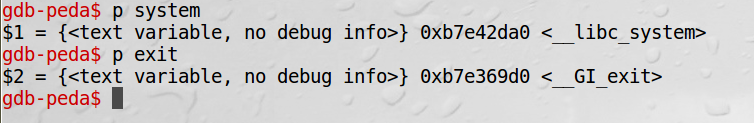 gdb-peda$ p system
$1 = {<text variable, no debug info>} 0xb7e42da0 <__libc_system>
gdb-peda$ p exit
$2 = {<text variable, no debug info>} 0xb7e369d0 <__GI_exit>
gdb-peda$